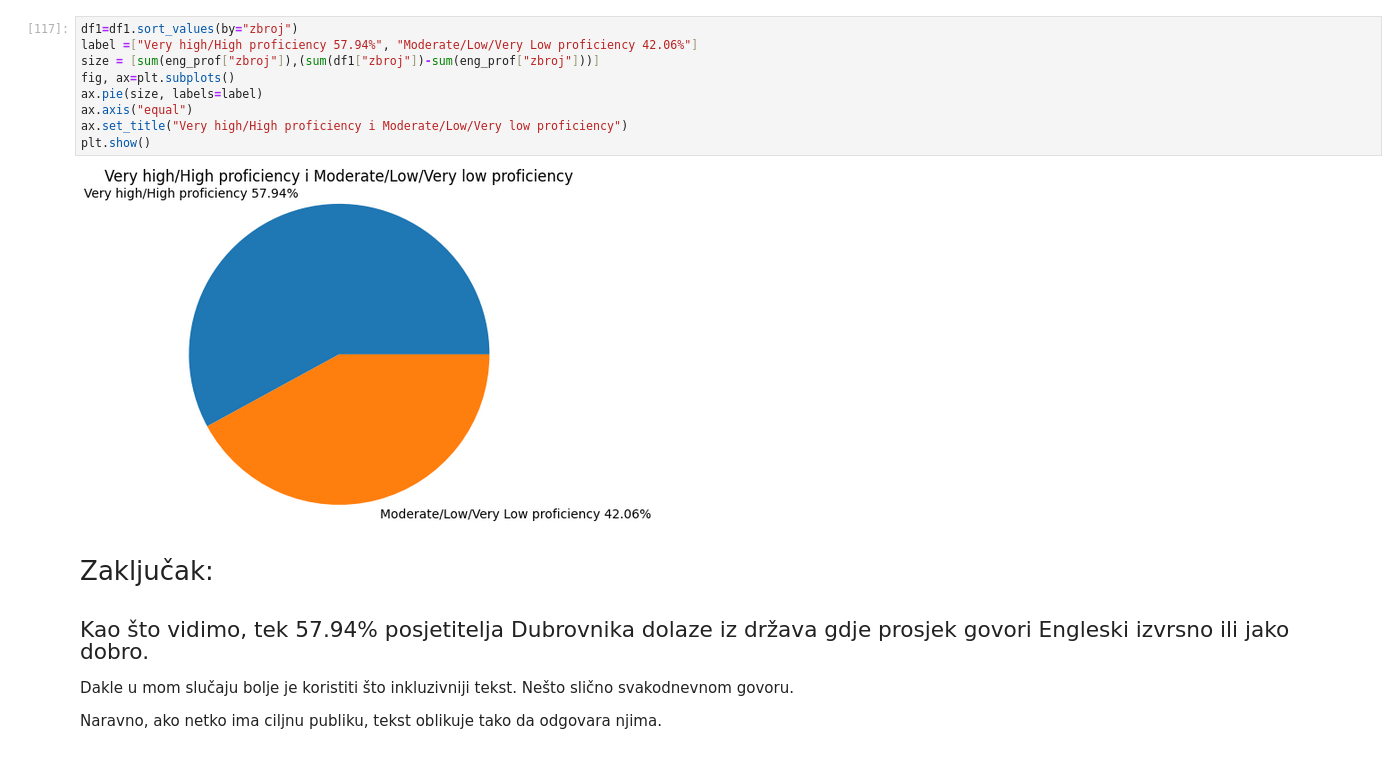 [117]:
df1=df1.sort_values(by="zbroj")
label =["Very high/High proficiency 57.94%", "Moderate/Low/Very Low proficiency 42.06%"]
size = [sum(eng_prof["zbroj"]),(sum(df1["zbroj"])-sum(eng_prof["zbroj"]))]
fig, ax=plt.subplots()
ax.pie(size, labels=label)
ax.axis("equal")
ax.set_title("Very high/High proficiency i Moderate/Low/Very low proficiency")
plt.show()
Very high/High proficiency i Moderate/Low/Very low proficiency
Very high/High proficiency 57.94%
Moderate/Low/Very Low proficiency 42.06%
Zaključak:
Kao što vidimo, tek 57.94% posjetitelja Dubrovnika dolaze iz država gdje prosjek govori Engleski izvrsno ili jako
dobro.
Dakle u mom slučaju bolje je koristiti što inkluzivniji tekst. Nešto slično svakodnevnom govoru.
Naravno, ako netko ima ciljnu publiku, tekst oblikuje tako da odgovara njima.